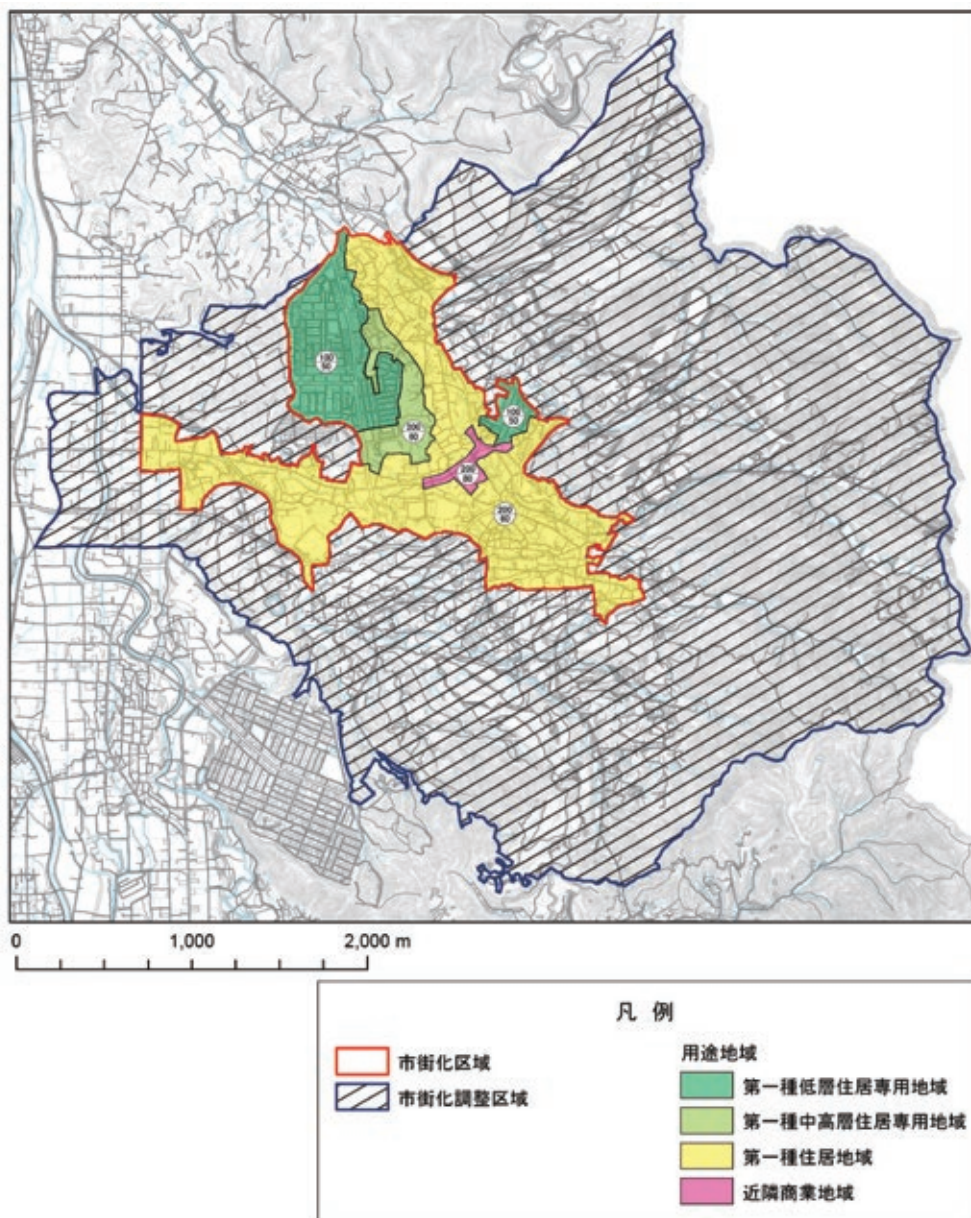 100
50
200
60
100
50
200
80
200
60
0 1,000 2,000 m
凡 例
市街化区域
市街化調整区域
用途地域
第一種低層住居専用地域
第一種中高層住居専用地域
第一種住居地域
近隣商業地域